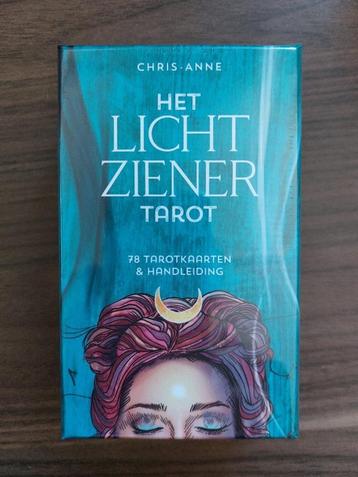 CHRIS-ANNE
HET
LICHT
ZIENER
TAROT
78 TAROTKAARTEN
& HANDLEIDING